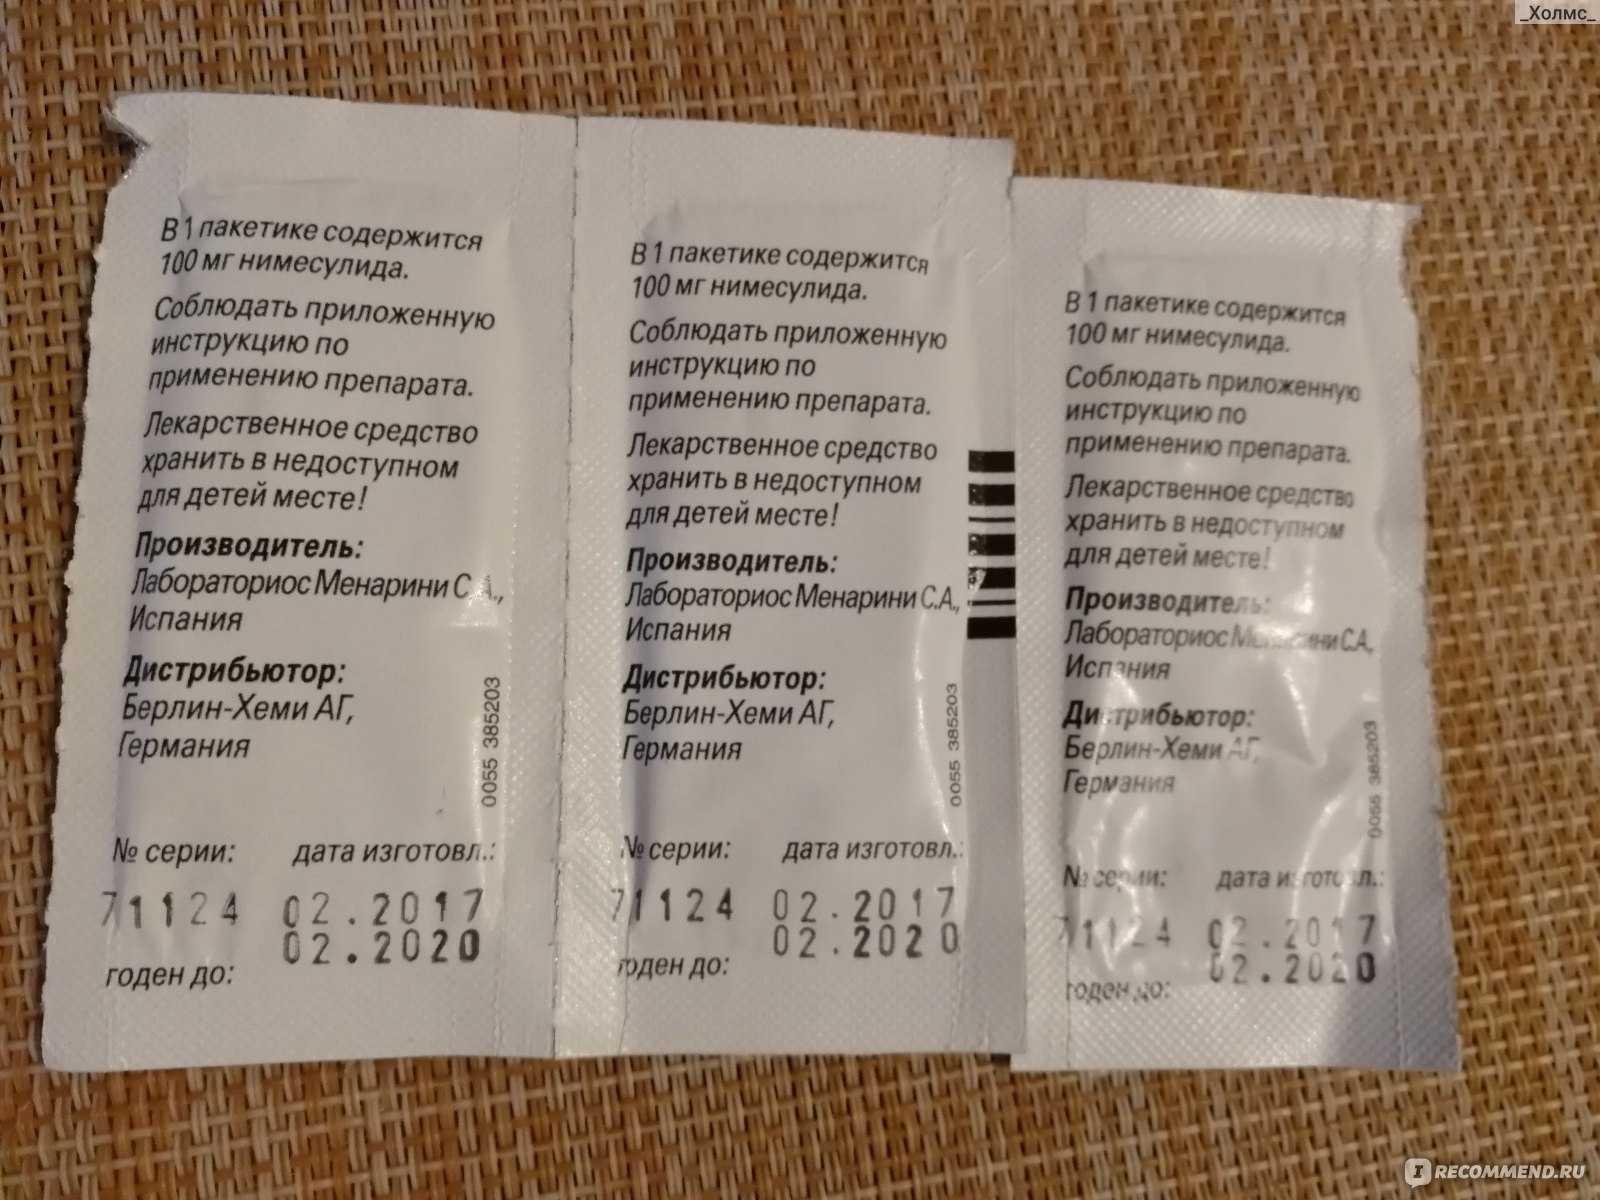 _Холмс_
В 1 пакетике содержится
100 мг нимесулида.
Соблюдать приложенную
инструкцию по
применению препарата.
Лекарственное средство
хранить в недоступном
для детей месте!
Производитель:
Лабораториос Менарини С.А.,
Испания
Дистрибьютор:
Берлин-Хеми АГ,
Германия
0055 385203
№ серии: дата изготовл.:
71124 02.2017
02.2020
годен до:
В 1 пакетике содержится
100 мг нимесулида.
Соблюдать приложенную
инструкцию по
применению препарата.
Лекарственное средство
хранить в недоступном
для детей месте!
Производитель:
Лабораториос Менарини С.А.,
Испания
Дистрибьютор:
Берлин-Хеми АГ,
Германия
0055 385203
№ серии: дата изготовл.:
71124 02.2017
02.2020
годен до:
В 1 пакетике содержится
100 мг нимесулида.
Соблюдать приложенную
инструкцию по
применению препарата.
Лекарственное средство
хранить в недоступном
для детей месте!
Производитель:
Лабораториос Менарини С.А.,
Испания
Дистрибьютор:
Берлин-Хеми АГ,
Германия
0055 385203
№ серии: дата изготовл.:
71124 02.2017
02.2020
годен до:
IRECOMMEND.RU